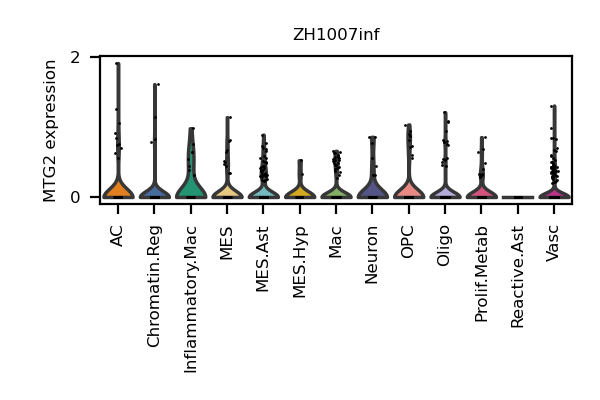 ZH1007inf
MTG2 expression
2
0
AC
Chromatin.Reg
Inflammatory.Mac
MES
MES.Ast
MES.Hyp
Mac
Neuron
OPC
Oligo
Prolif.Metab
Reactive.Ast
Vasc